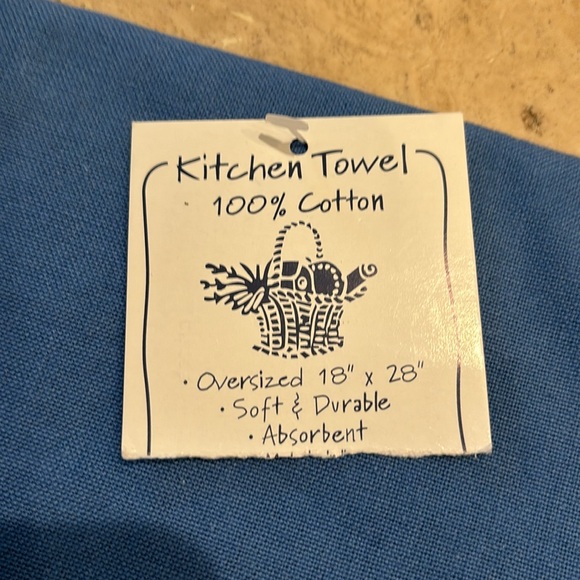 Kitchen Towel
100% Cotton
· Oversized 18" x 28"
· Soft & Durable
· Absorbent